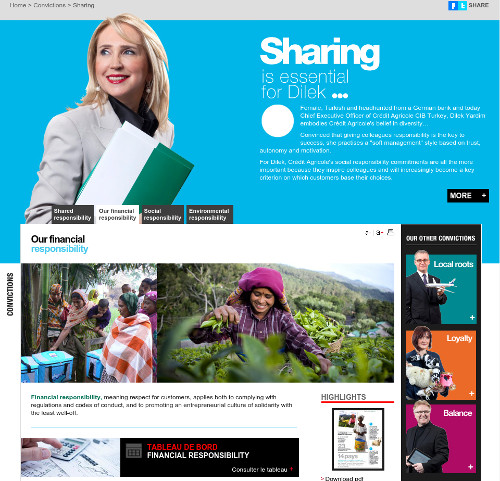 Home > Convictions > Sharing
SHARE
Sharing
is essential
for Dilek ...
Female, Turkish and headhunted from a German bank and today
Chief Executive Officer of Crédit Agricole CIB Turkey, Dilek Yardim
embodies Crédit Agricole's belief in diversity...
Convinced that giving colleagues responsibility is the key to
success, she practises a "soft management" style based on trust,
autonomy and motivation.
For Dilek, Crédit Agricole's social responsibility commitments are all the more
important because they inspire colleagues and will increasingly become a key
criterion on which customers base their choices.
MORE +
Shared
responsibility
Our financial
responsibility
Social
responsibility
Environmental
responsibility
Our financial
responsibility
OUR OTHER CONVICTIONS
Local roots
+
Loyalty
+
Balance
+
CONVICTIONS
Financial responsibility, meaning respect for customers, applies both to complying with
regulations and codes of conduct, and to promoting an entrepreneurial culture of solidarity with
the least well-off.
HIGHLIGHTS
TABLEAU DE BORD
FINANCIAL RESPONSIBILITY
Consulter le tableau +
> Download pdf